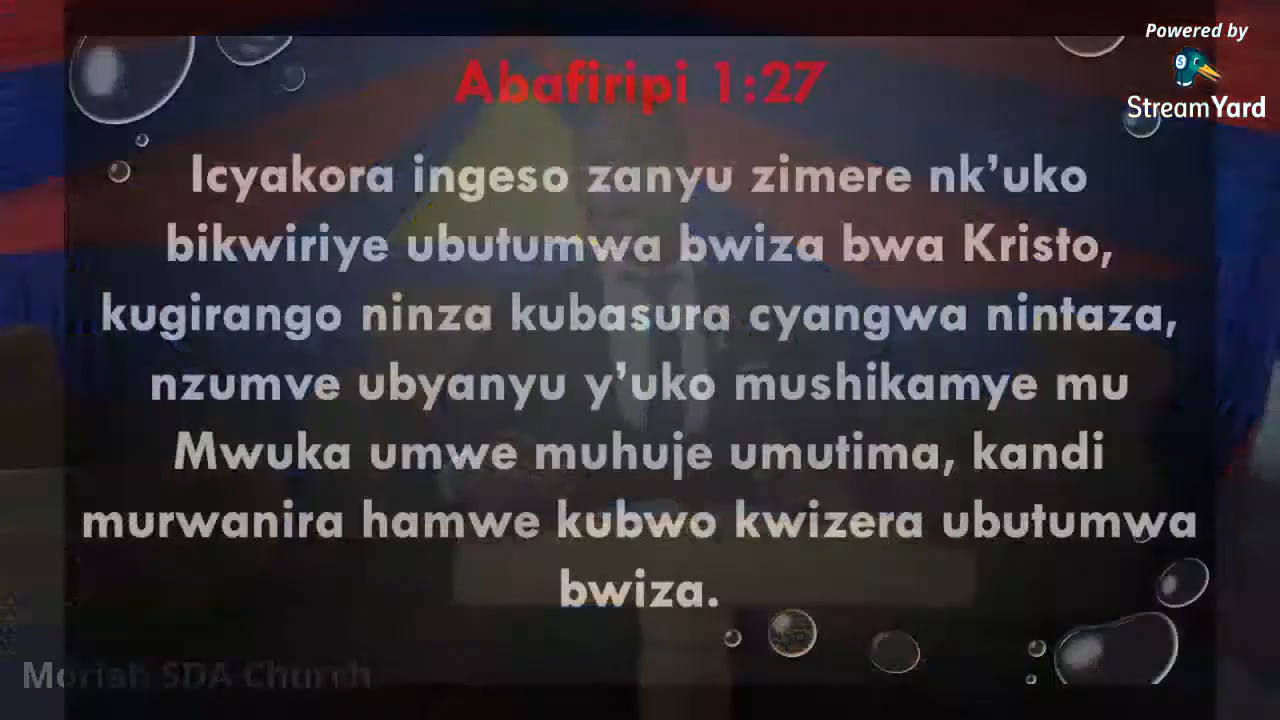 Powered by
StreamYard
Abafiripi 1:27
Icyakora ingeso zanyu zimere nk’uko
bikwiriye ubutumwa bwiza bwa Kristo,
kugirango ninza kubasura cyangwa nintaza,
nzumve ubyanyu y’uko mushikamye mu
Mwuka umwe muhuje umutima, kandi
murwanira hamwe kubwo kwizera ubutumwa
bwiza.
Moriah SDA Church